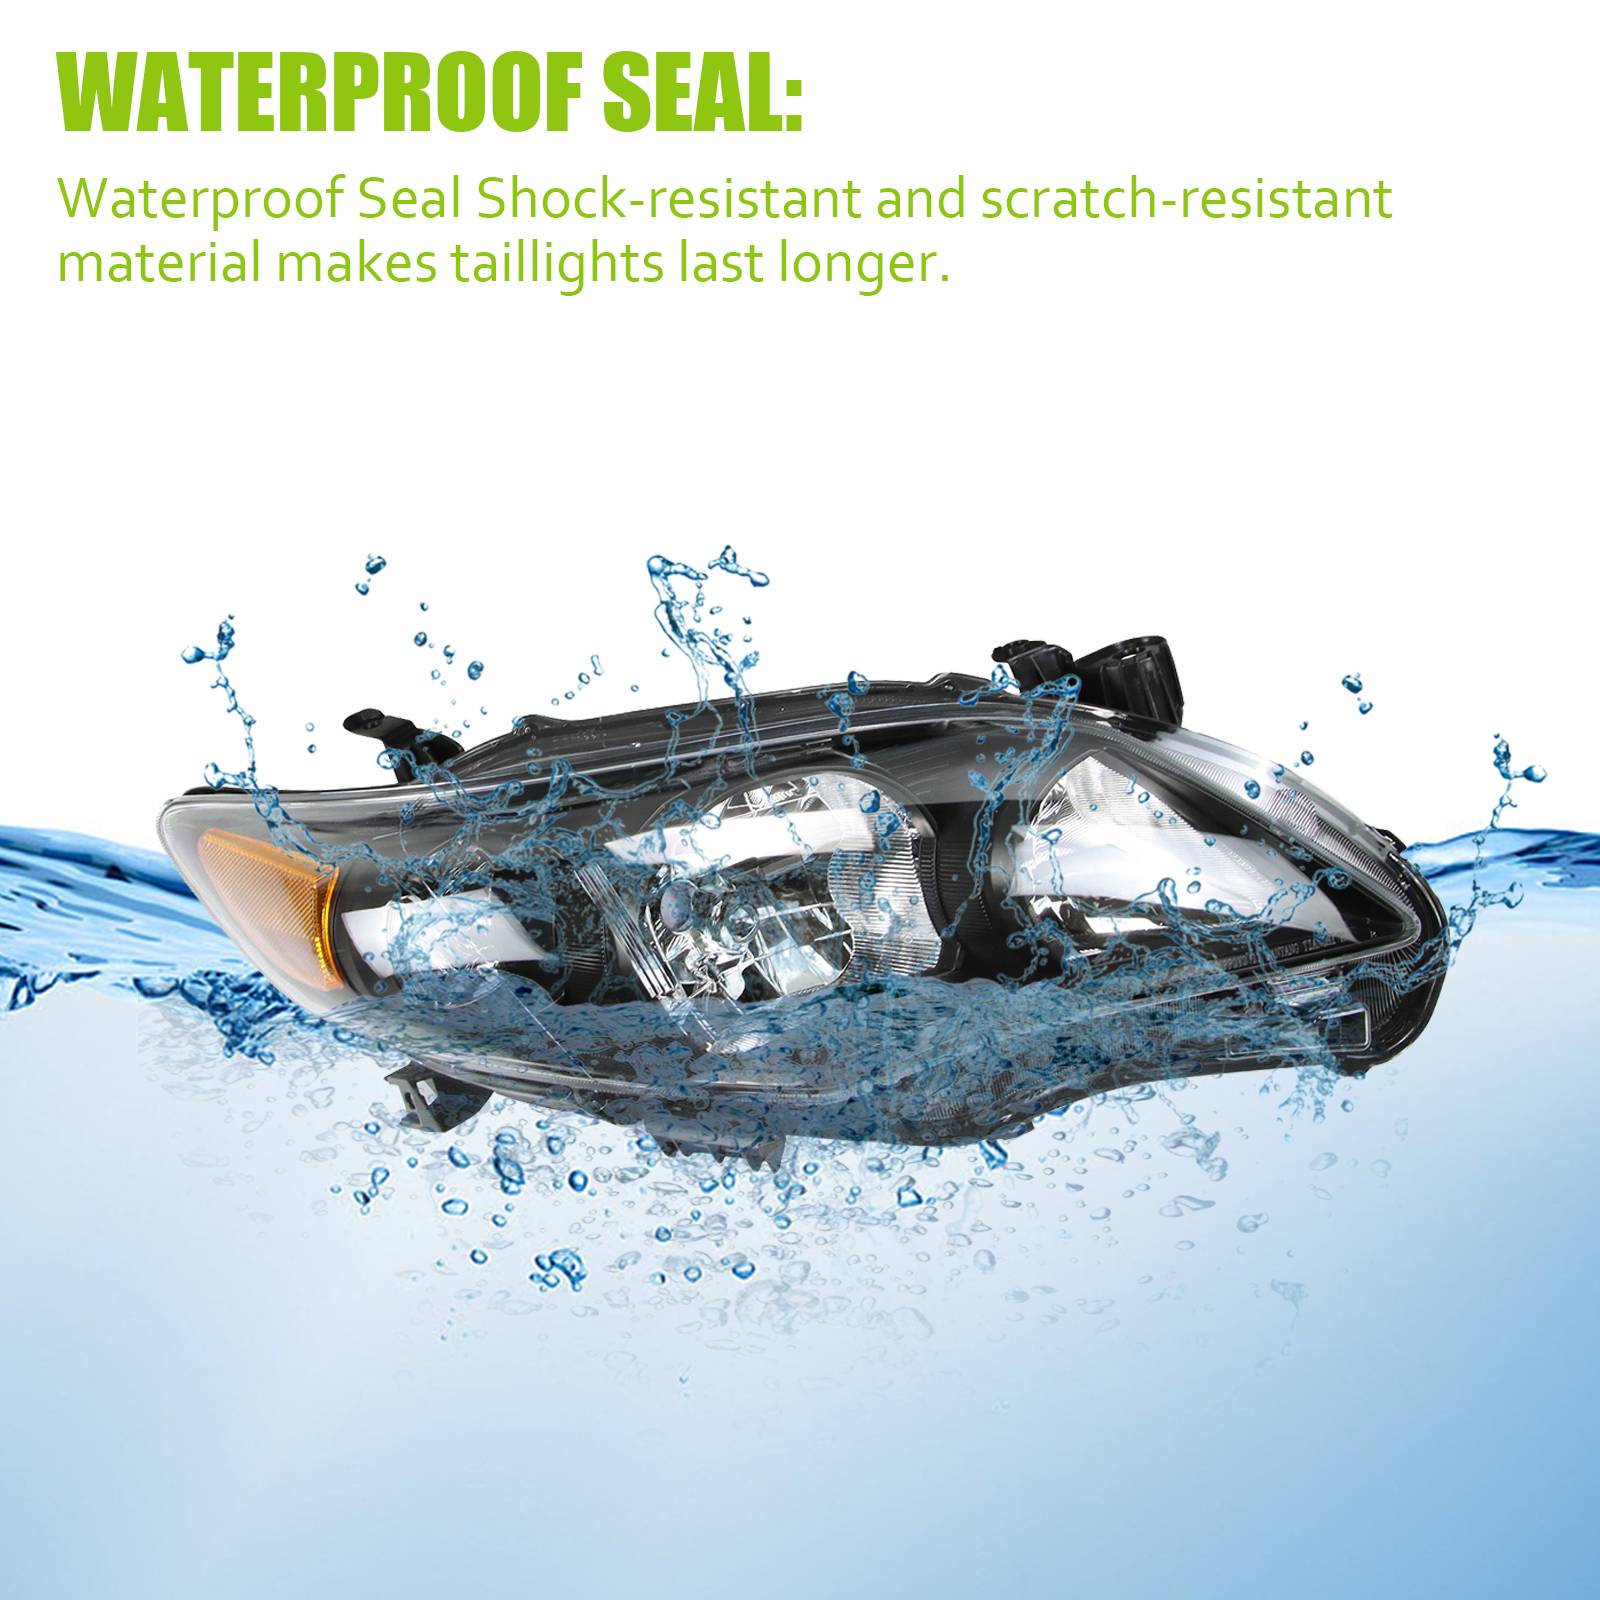 WATERPROOF SEAL:
Waterproof Seal Shock-resistant and scratch-resistant
material makes taillights last longer.